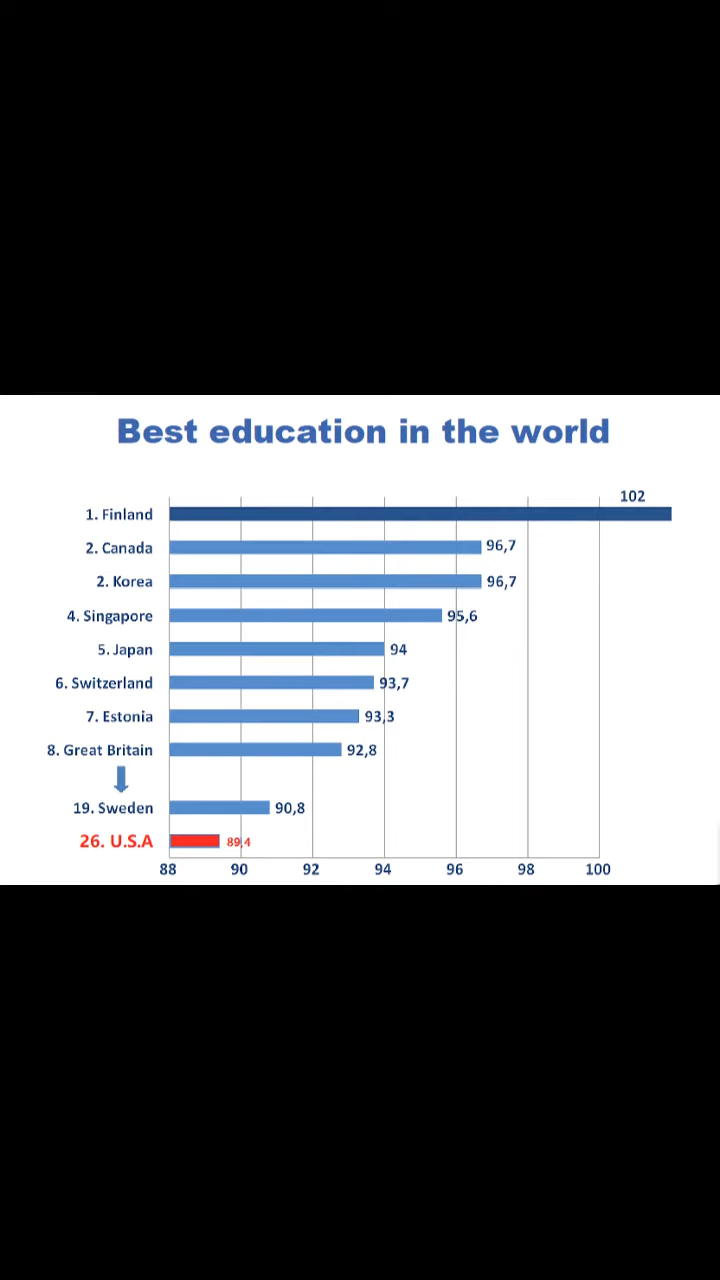 Best education in the world
102
1. Finland
2. Canada 96,7
2. Korea 96,7
4. Singapore 95,6
5. Japan 94
6. Switzerland 93,7
7. Estonia 93,3
8. Great Britain 92,8
19. Sweden 90,8
26. U.S.A 89,4
88 90 92 94 96 98 100